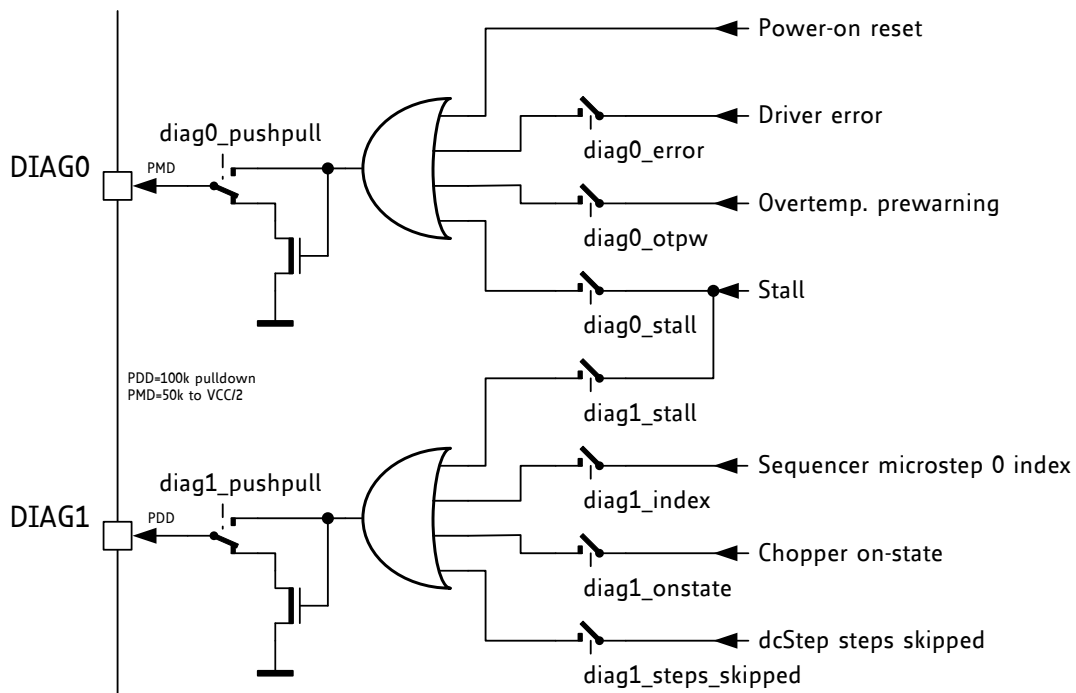 Power-on reset
Driver error
diag0_pushpull
diag0_error
DIAG0
PMD
Overtemp. prewarning
diag0_otpw
Stall
diag0_stall
PDD=100k pulldown
PMD=50k to VCC/2
diag1_stall
Sequencer microstep 0 index
diag1_pushpull
diag1_index
DIAG1
PDD
Chopper on-state
diag1_onstate
dcStep steps skipped
diag1_steps_skipped